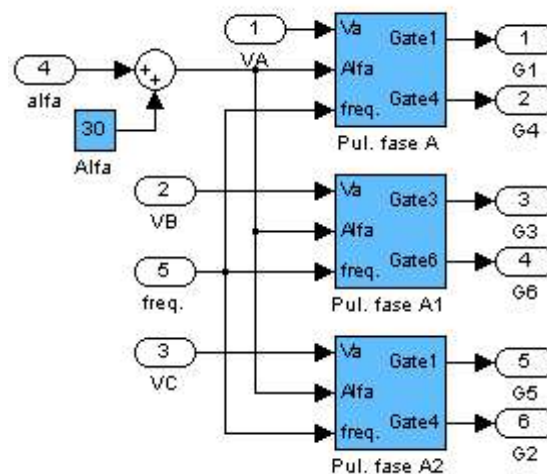 1
VA
4
alfa
30
Alfa
Va
Alfa
freq.
Gate1
Gate4
Pul. fase A
1
G1
2
G4
2
VB
5
freq.
Va
Alfa
freq.
Gate3
Gate6
Pul. fase A1
3
G3
4
G6
3
VC
Va
Alfa
freq.
Gate1
Gate4
Pul. fase A2
5
G5
6
G2